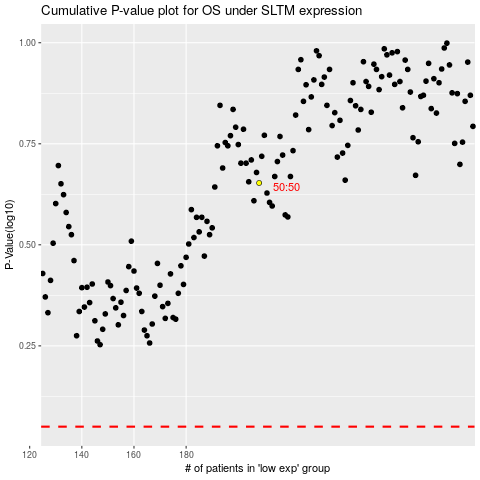 Cumulative P-value plot for OS under SLTM expression
P-Value(log10)
1.00
0.75
0.50
0.25
50:50
120 140 160 180
# of patients in 'low exp' group